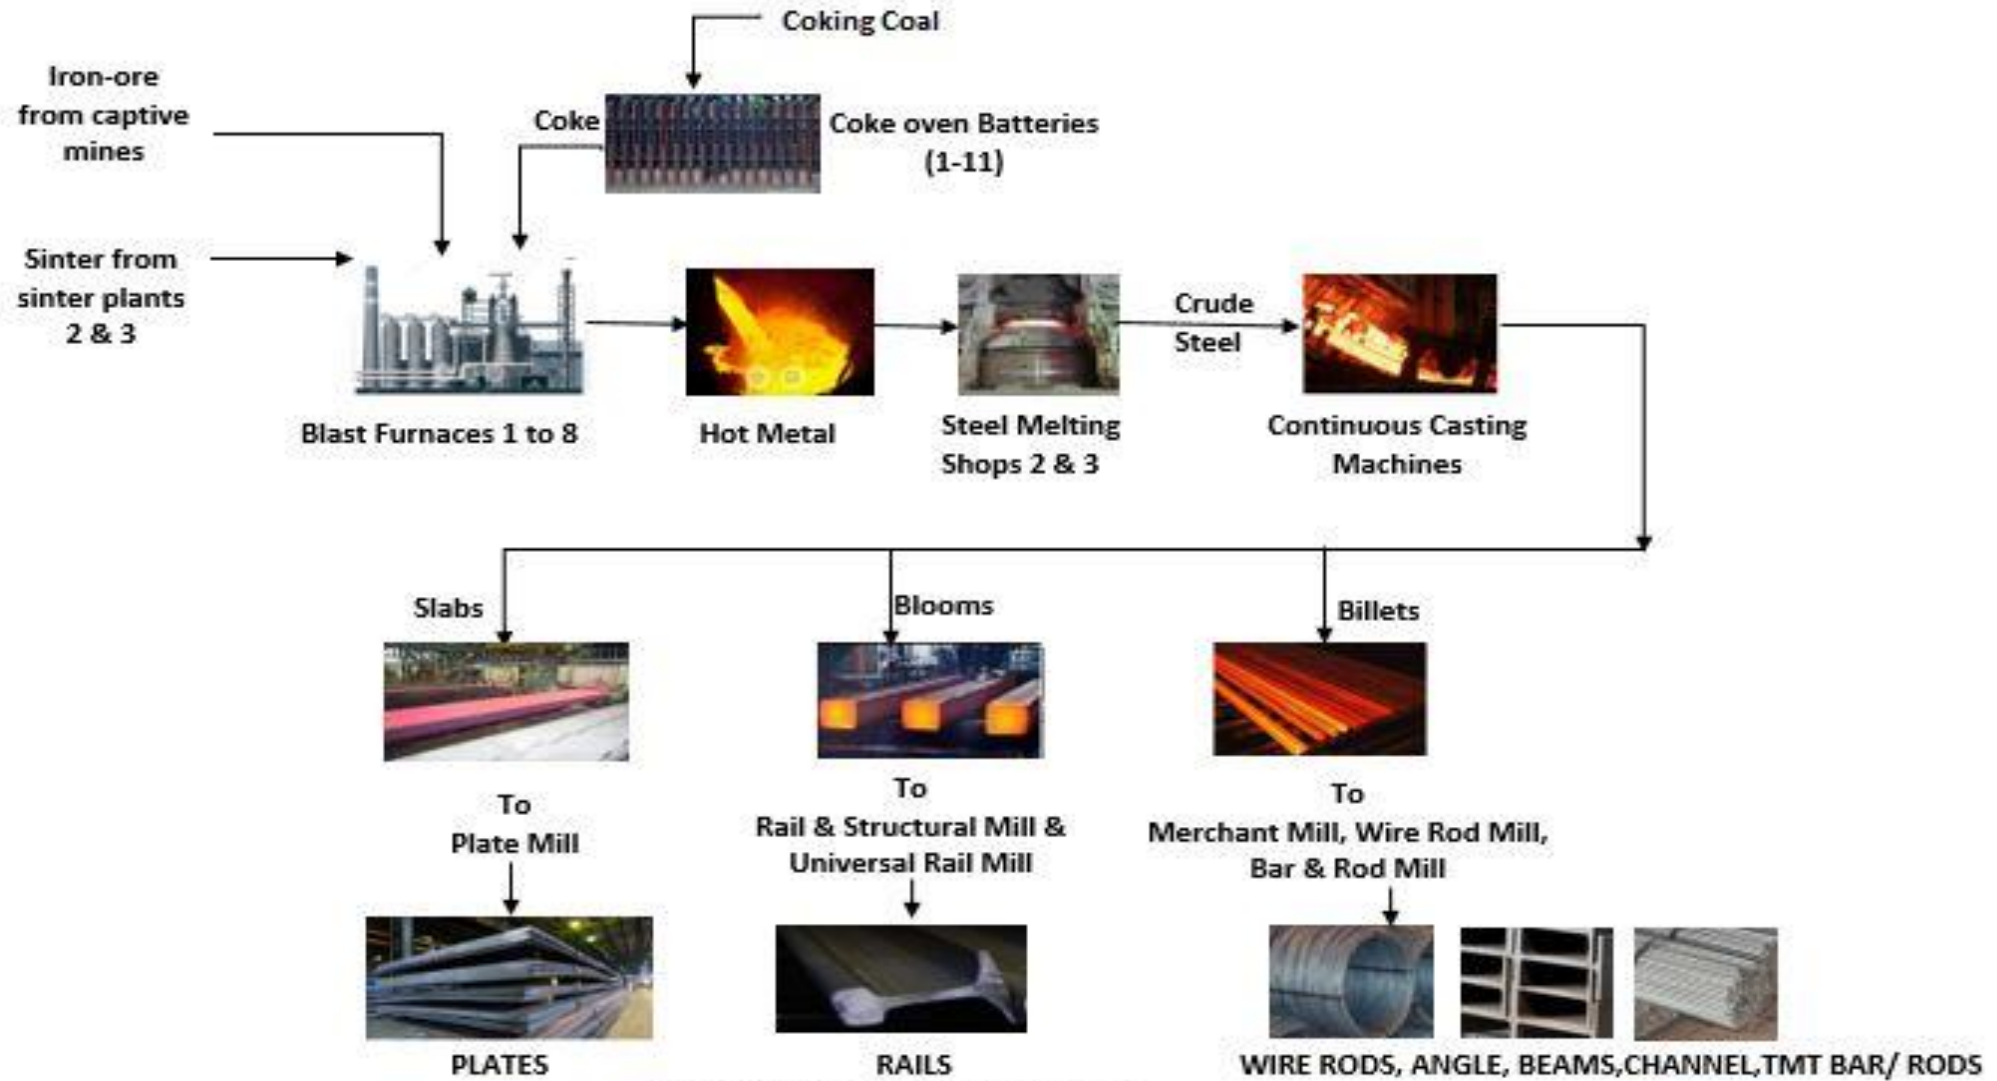 Coking Coal
Iron-ore
from captive
mines
Coke
Coke oven Batteries
(1-11)
Sinter from
sinter plants
2 & 3
Crude
Steel
Blast Furnaces 1 to 8
Hot Metal
Steel Melting
Shops 2 & 3
Continuous Casting
Machines
Slabs
Blooms
Billets
To
Plate Mill
To
Rail & Structural Mill &
Universal Rail Mill
To
Merchant Mill, Wire Rod Mill,
Bar & Rod Mill
PLATES
RAILS
WIRE RODS, ANGLE, BEAMS,CHANNEL,TMT BAR/ RODS